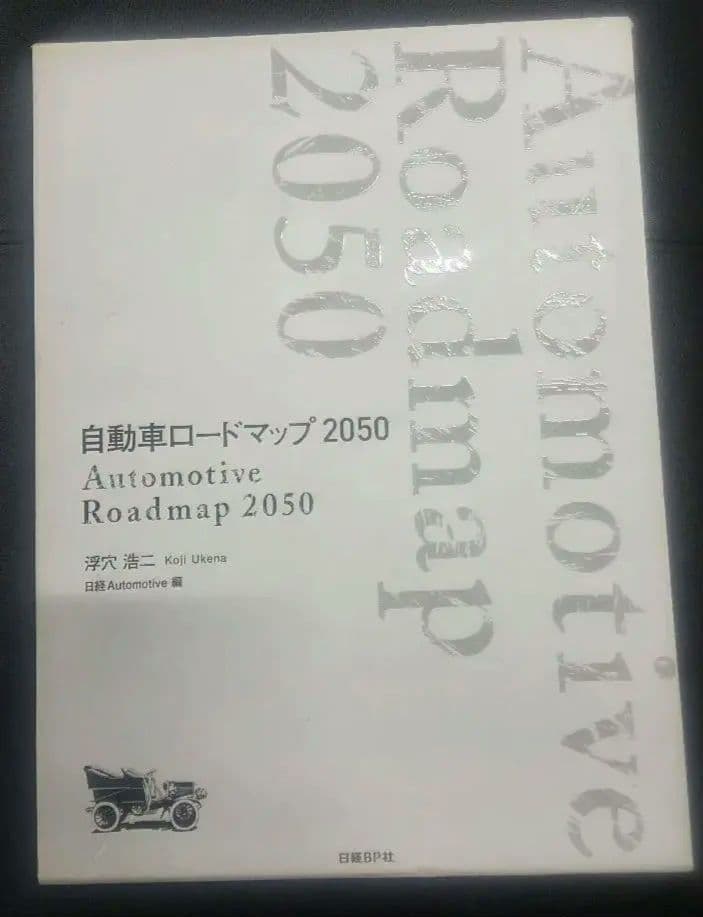 Automotive
Roadmap
2050
自動車ロードマップ 2050
Automotive
Roadmap 2050
浮穴 浩二 Koji Ukena
日経Automotive 編
日経BP社